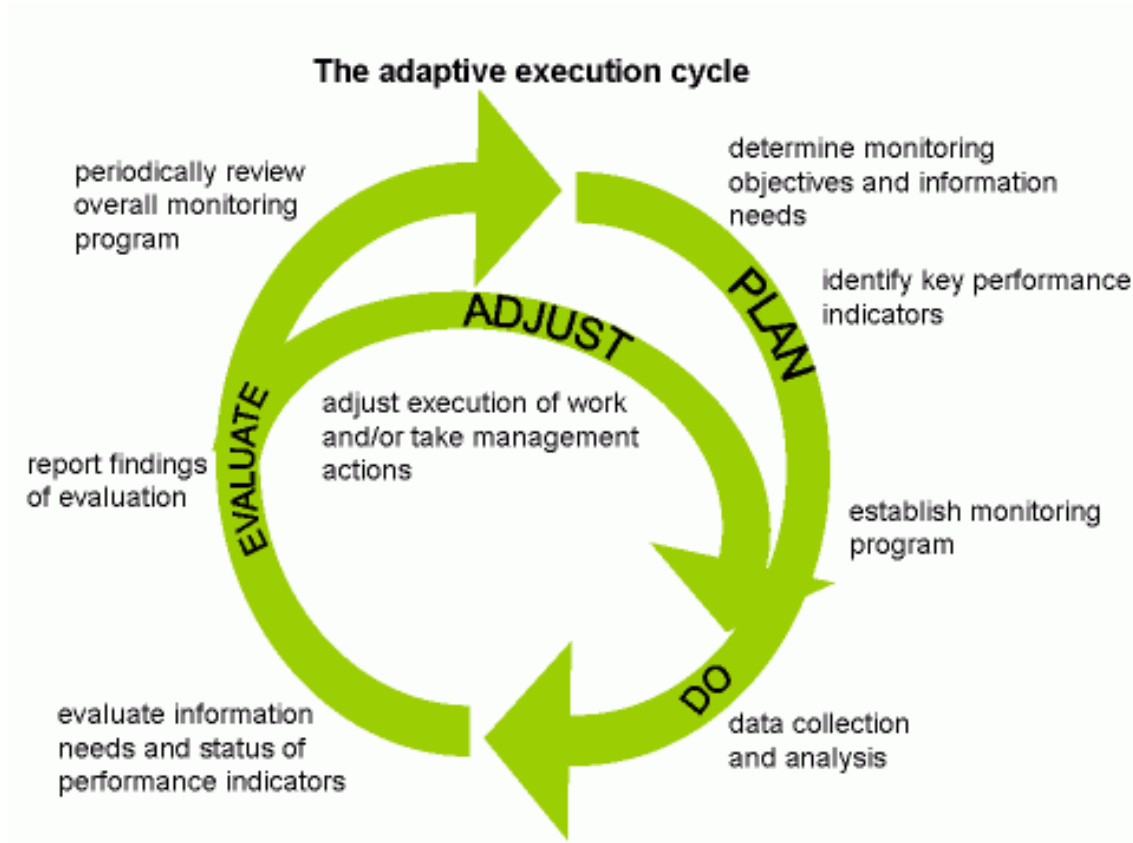 The adaptive execution cycle
periodically review
overall monitoring
program
determine monitoring
objectives and information
needs
PLAN
identify key performance
indicators
ADJUST
adjust execution of work
and/or take management
actions
EVALUATE
report findings
of evaluation
establish monitoring
program
DO
data collection
and analysis
evaluate information
needs and status of
performance indicators